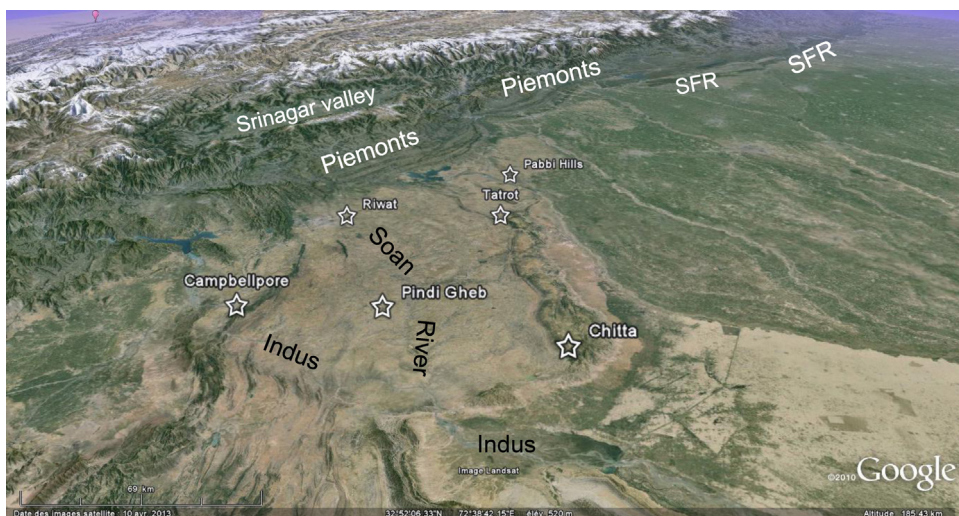 SFR
SFR
Piemonts
Srinagar valley
Piemonts
Pabbi Hills
Riwat
Tatrot
Soan
Campbellpore
Pindi Gheb
River
Chitta
Indus
Indus
Image Landsat
©2010 Google
69 km
Date des images satellite : 10 avr. 2013 32°52'06.33"N 72°38'42.15"E élév. 520 m Altitude 185.43 km